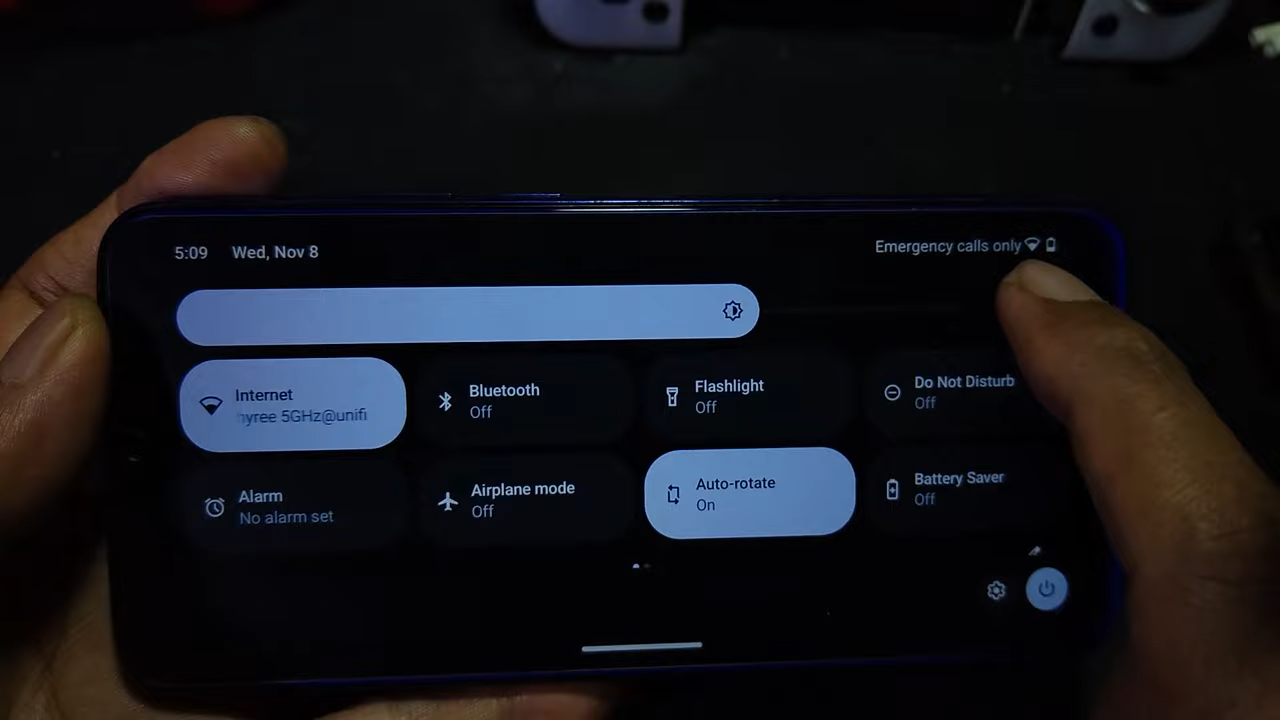 5:09 Wed, Nov 8
Emergency calls only
Internet
hyree 5GHz@unifi
Bluetooth
Off
Flashlight
Off
Do Not Disturb
Off
Alarm
No alarm set
Airplane mode
Off
Auto-rotate
On
Battery Saver
Off